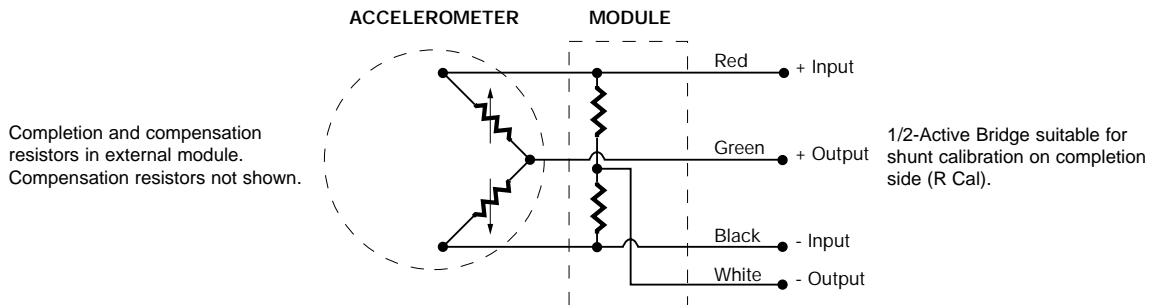 ACCELEROMETER
MODULE
Completion and compensation
resistors in external module.
Compensation resistors not shown.
Red
+ Input
Green
+ Output
Black
- Input
White
- Output
1/2-Active Bridge suitable for
shunt calibration on completion
side (R Cal).